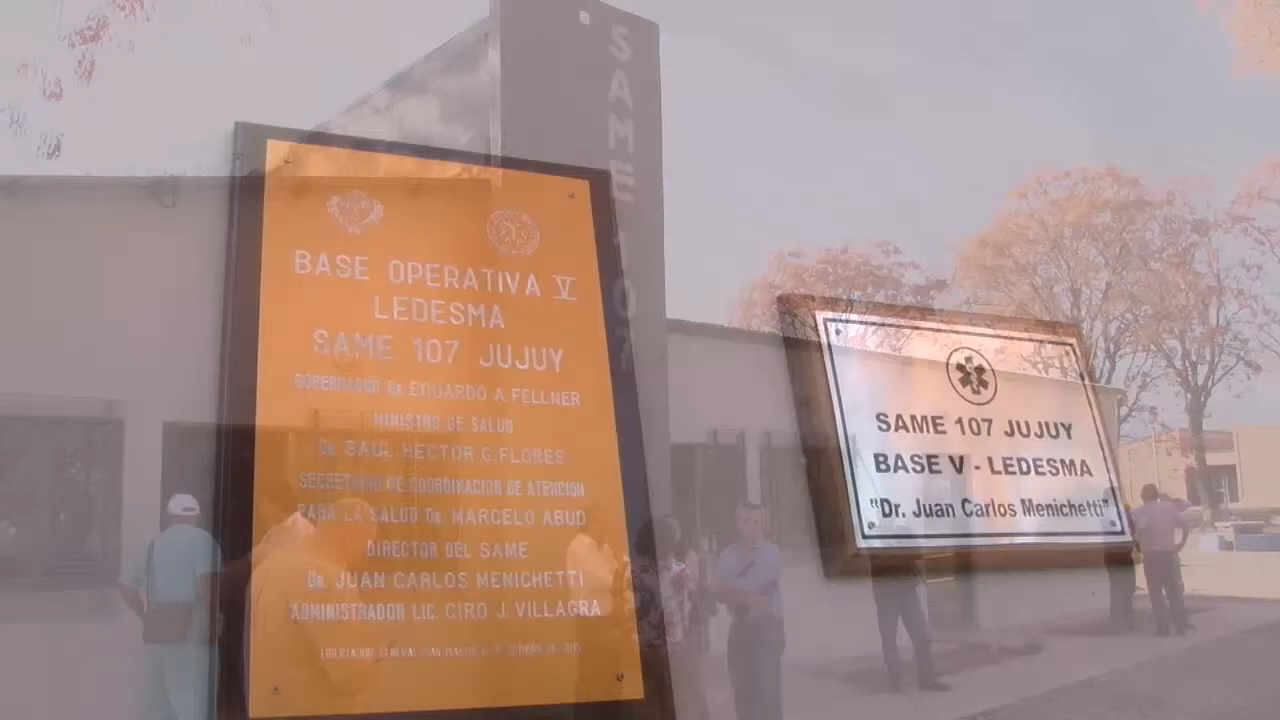 SAME 107
BASE OPERATIVA V
LEDESMA
SAME 107 JUJUY
GOBERNADOR DR. EDUARDO A. FELLNER
MINISTRO DE SALUD
DR. SAUL HECTOR G. FLORES
SECRETARIO DE COORDINACION DE ATENCION
PARA LA SALUD DR. MARCELO ABUD
DIRECTOR DEL SAME
DR. JUAN CARLOS MENICHETTI
ADMINISTRADOR LIC. CIRO J. VILLAGRA
SAME 107 JUJUY
BASE V - LEDESMA
"Dr. Juan Carlos Menichetti"